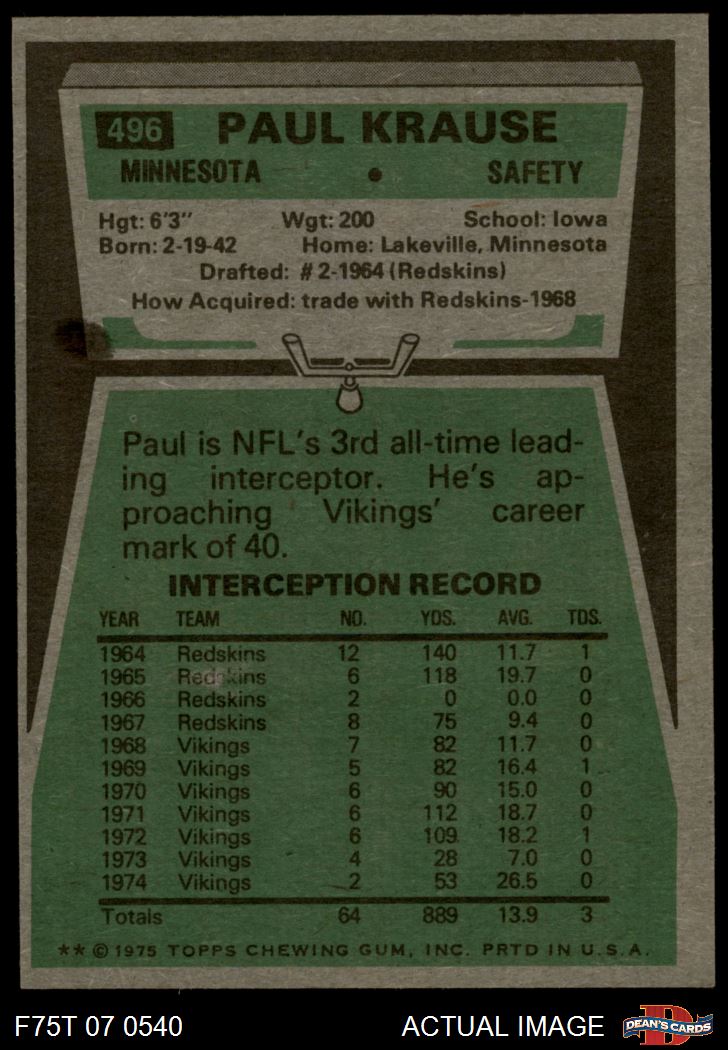 496 PAUL KRAUSE
MINNESOTA • SAFETY
Hgt: 6'3" Wgt: 200 School: Iowa
Born: 2-19-42 Home: Lakeville, Minnesota
Drafted: #2-1964 (Redskins)
How Acquired: trade with Redskins-1968
Paul is NFL's 3rd all-time lead-
ing interceptor. He's ap-
proaching Vikings' career
mark of 40.
INTERCEPTION RECORD
YEAR TEAM NO. YDS. AVG. TDS.
1964 Redskins 12 140 11.7 1
1965 Redskins 6 118 19.7 0
1966 Redskins 2 0 0.0 0
1967 Redskins 8 75 9.4 0
1968 Vikings 7 82 11.7 0
1969 Vikings 5 82 16.4 1
1970 Vikings 6 90 15.0 0
1971 Vikings 6 112 18.7 0
1972 Vikings 6 109 18.2 1
1973 Vikings 4 28 7.0 0
1974 Vikings 2 53 26.5 0
Totals 64 889 13.9 3
** © 1975 TOPPS CHEWING GUM, INC. PRTD IN U.S.A.
F75T 07 0540 ACTUAL IMAGE D DEAN'S CARDS